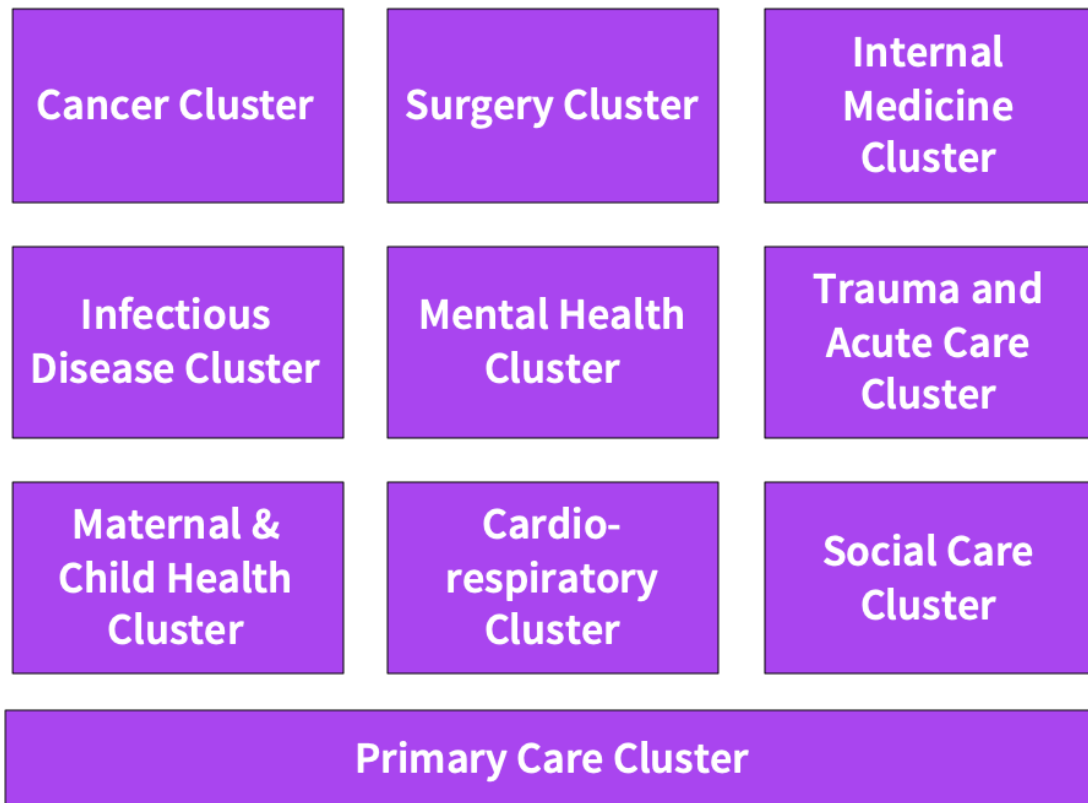 Cancer Cluster
Surgery Cluster
Internal
Medicine
Cluster
Infectious
Disease Cluster
Mental Health
Cluster
Trauma and
Acute Care
Cluster
Maternal &
Child Health
Cluster
Cardio-
respiratory
Cluster
Social Care
Cluster
Primary Care Cluster